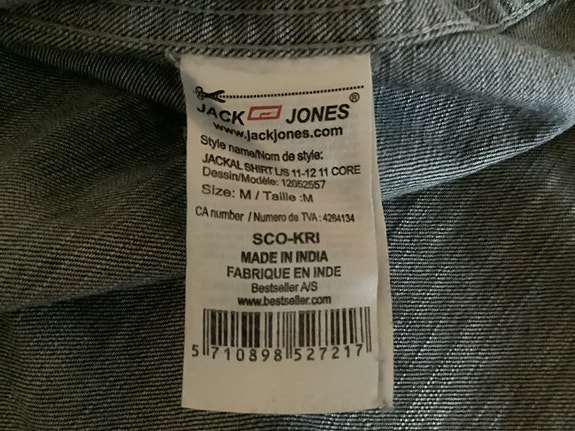 JACK JONES®
www.jackjones.com
Style name/Nom de style:
JACKAL SHIRT L/S 11-12 11 CORE
Dessin/Modèle: 12052557
Size: M / Taille :M
CA number / Numero de TVA : 4264134
SCO-KRI
MADE IN INDIA
FABRIQUE EN INDE
Bestseller A/S
www.bestseller.com
5 710898 527217